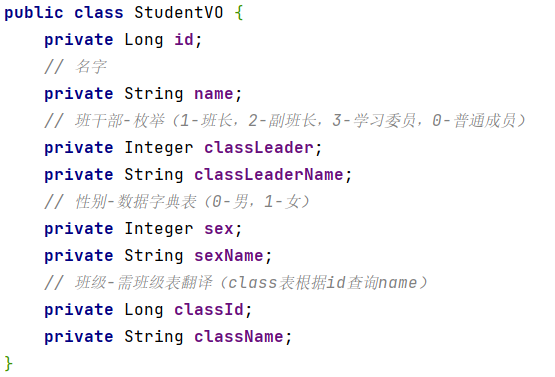 public class StudentVO {
    private Long id;
    // 名字
    private String name;
    // 班干部-枚举（1-班长，2-副班长，3-学习委员，0-普通成员）
    private Integer classLeader;
    private String classLeaderName;
    // 性别-数据字典表（0-男，1-女）
    private Integer sex;
    private String sexName;
    // 班级-需班级表翻译（class表根据id查询name）
    private Long classId;
    private String className;
}